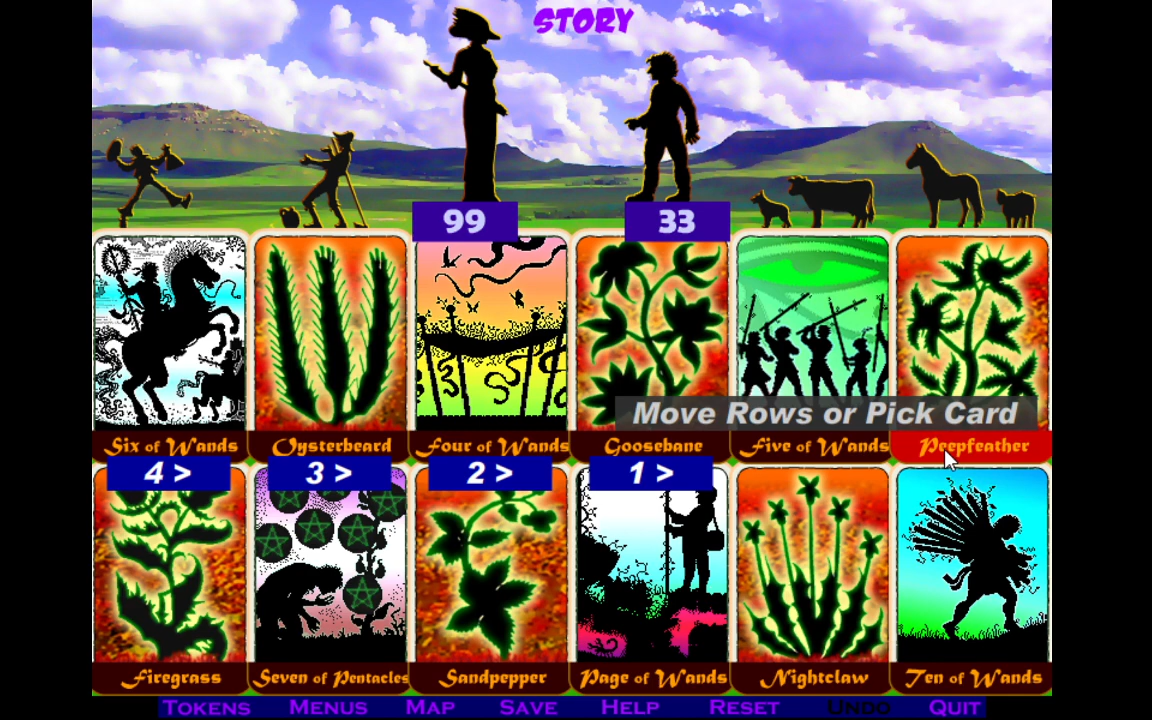 STORY
99 33
Six of Wands Oysterbeard Four of Wands Goosebane Five of Wands Peepfeather
Move Rows or Pick Card
4 > 3 > 2 > 1 >
Firegrass Seven of Pentacles Sandpepper Page of Wands Nightclaw Ten of Wands
TOKENS MENUS MAP SAVE HELP RESET UNDO QUIT